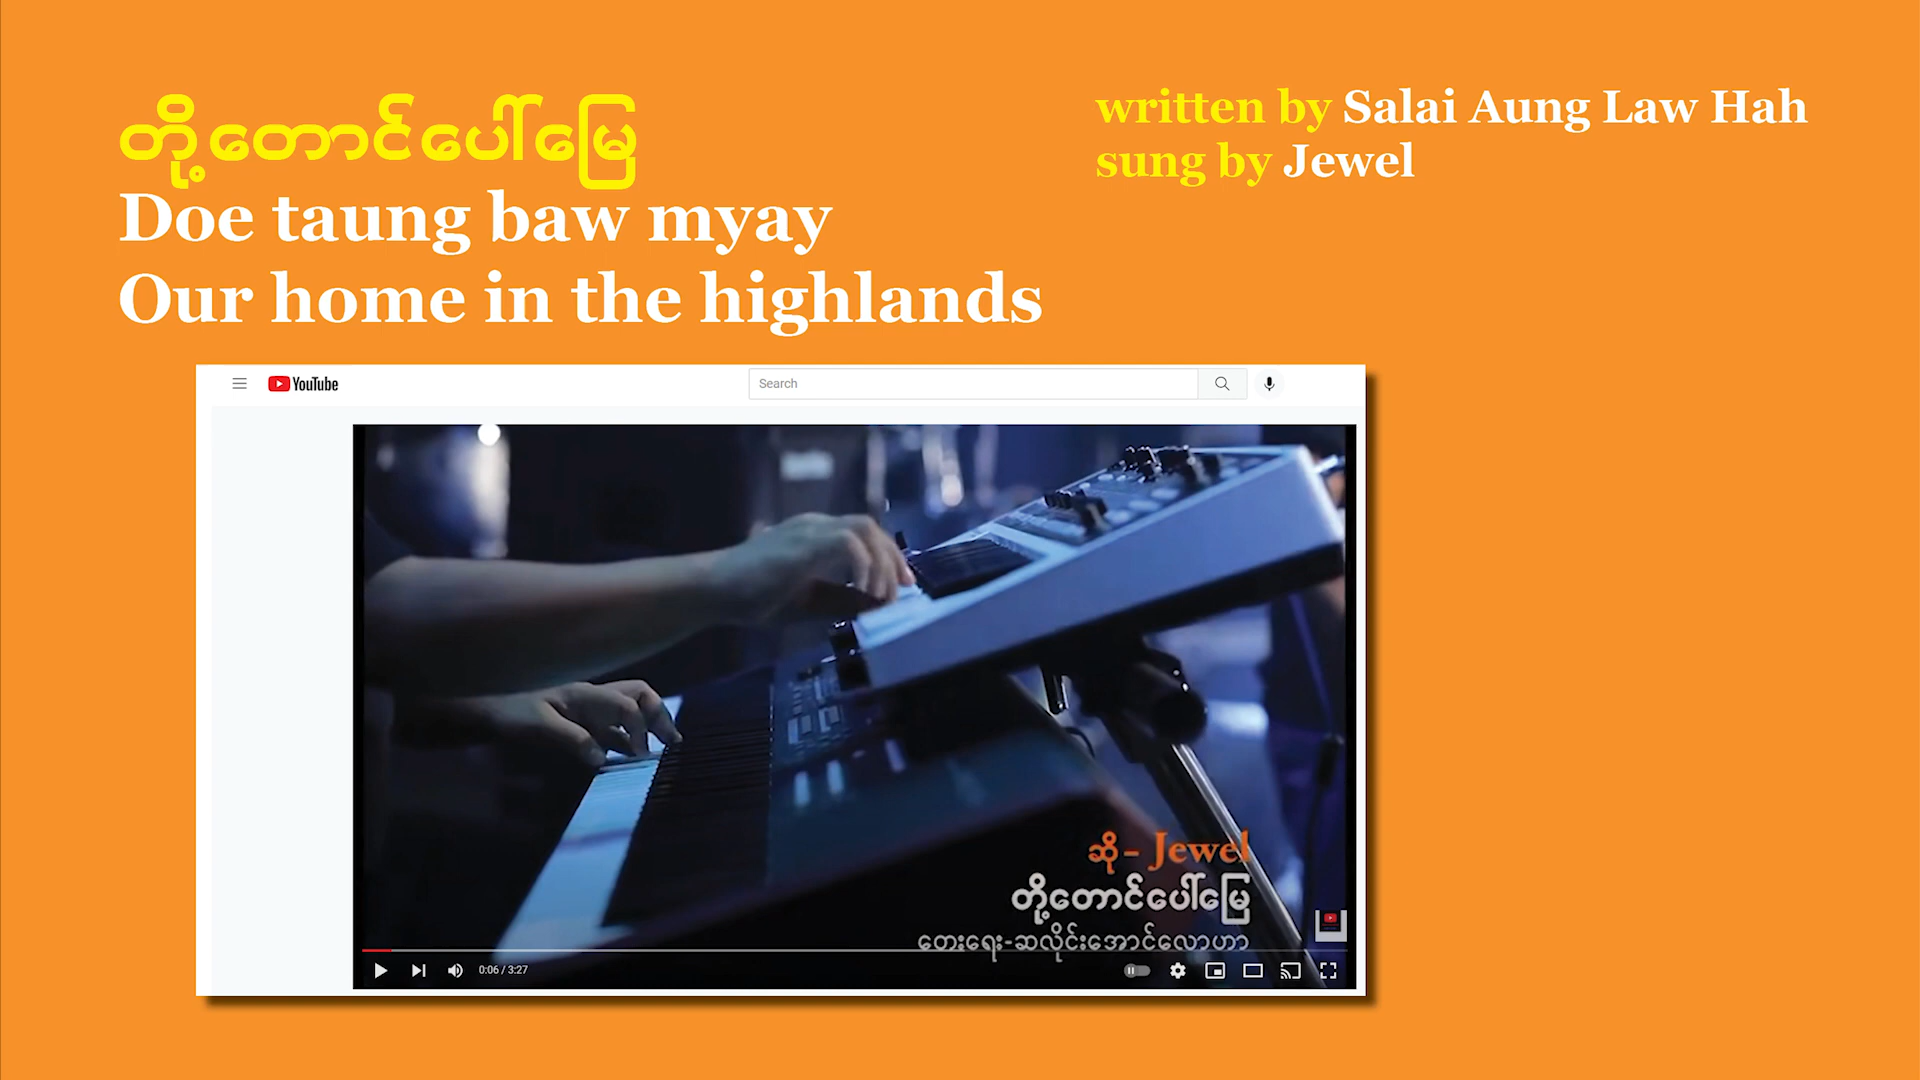 တို့တောင်ပေါ်မြေ
Doe taung baw myay
Our home in the highlands
written by Salai Aung Law Hah
sung by Jewel
YouTube
Search
ဆို - Jewel
တို့တောင်ပေါ်မြေ
တေးရေး-ဆလိုင်းအောင်လောဟာ
0:06 / 3:27